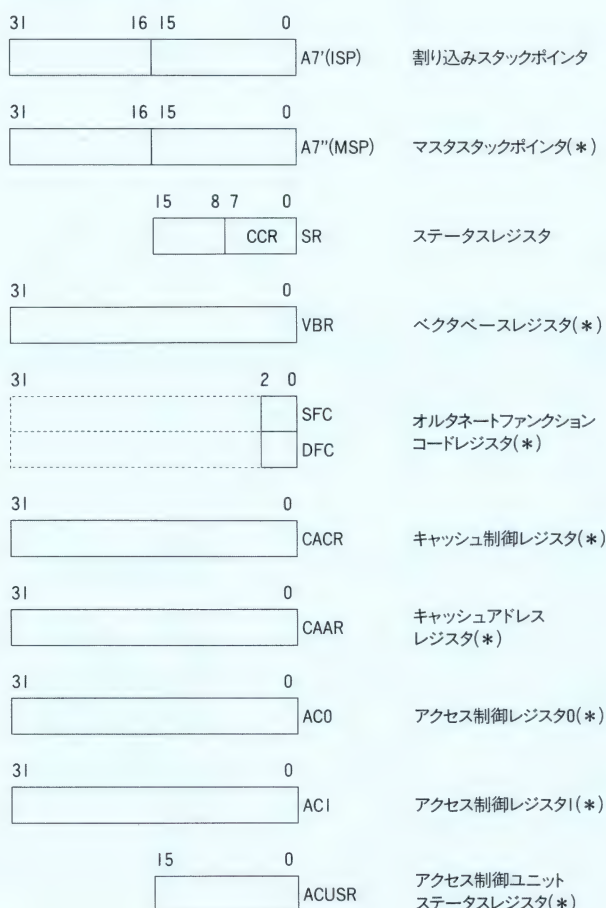 31 16 15 0
A7'(ISP) 割り込みスタックポインタ
31 16 15 0
A7''(MSP) マスタスタックポインタ(*)
15 8 7 0
CCR SR ステータスレジスタ
31 0
VBR ベクタベースレジスタ(*)
31 2 0
SFC
DFC
オルタネートファンクション
コードレジスタ(*)
31 0
CACR キャッシュ制御レジスタ(*)
31 0
CAAR
キャッシュアドレス
レジスタ(*)
31 0
AC0 アクセス制御レジスタ0(*)
31 0
AC1 アクセス制御レジスタ1(*)
15 0
ACUSR
アクセス制御ユニット
ステータスレジスタ(*)